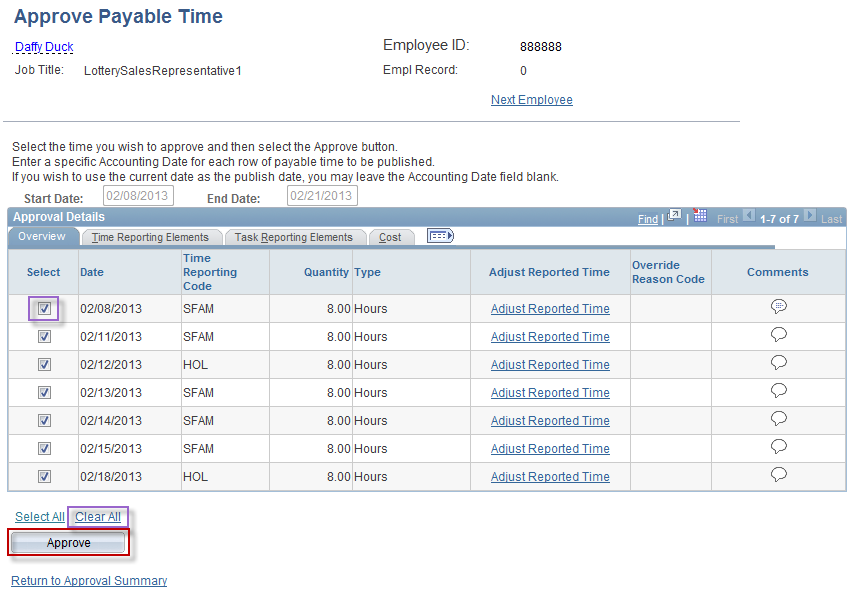 Approve Payable Time
Daffy Duck Employee ID: 888888
Job Title: LotterySalesRepresentative1 Empl Record: 0
Next Employee
Select the time you wish to approve and then select the Approve button.
Enter a specific Accounting Date for each row of payable time to be published.
If you wish to use the current date as the publish date, you may leave the Accounting Date field blank.
Start Date: 02/08/2013 End Date: 02/21/2013
Approval Details Find | | First 1-7 of 7 Last
Overview Time Reporting Elements Task Reporting Elements Cost
Select Date Time Reporting Code Quantity Type Adjust Reported Time Override Reason Code Comments
02/08/2013 SFAM 8.00 Hours Adjust Reported Time
02/11/2013 SFAM 8.00 Hours Adjust Reported Time
02/12/2013 HOL 8.00 Hours Adjust Reported Time
02/13/2013 SFAM 8.00 Hours Adjust Reported Time
02/14/2013 SFAM 8.00 Hours Adjust Reported Time
02/15/2013 SFAM 8.00 Hours Adjust Reported Time
02/18/2013 HOL 8.00 Hours Adjust Reported Time
Select All Clear All
Approve
Return to Approval Summary